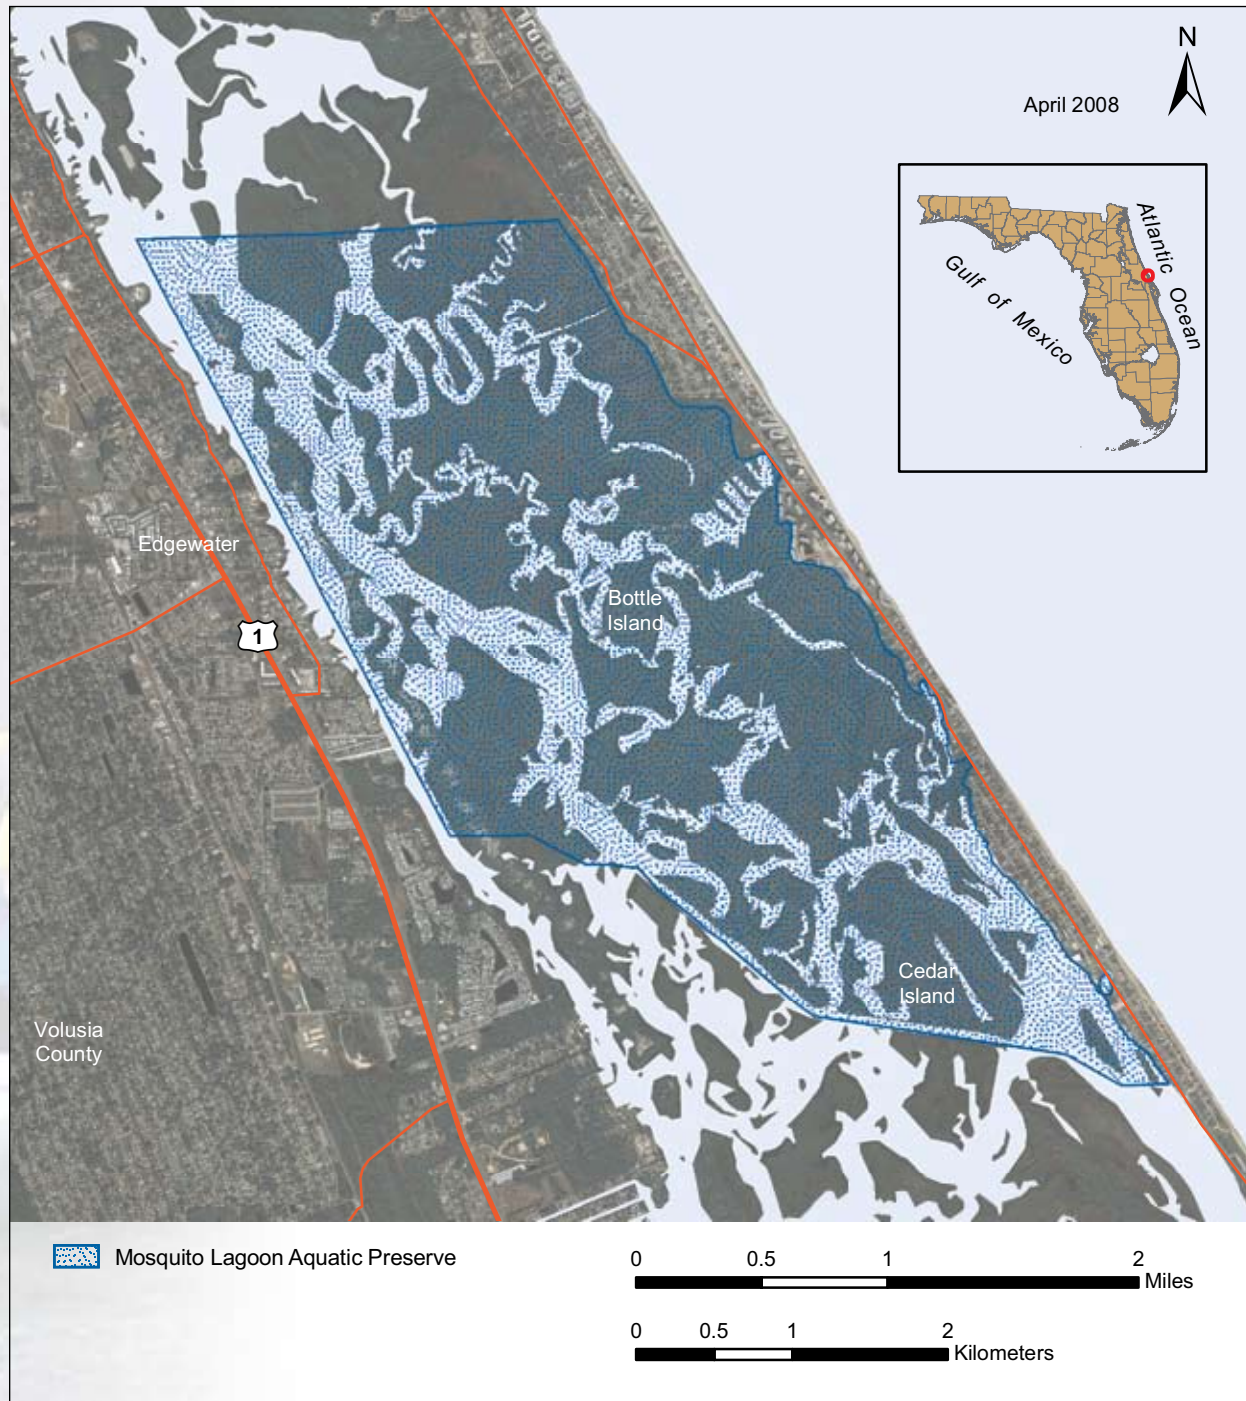 N
April 2008
Atlantic Ocean
Gulf of Mexico
Edgewater
1
Bottle
Island
Cedar
Island
Volusia
County
Mosquito Lagoon Aquatic Preserve
0 0.5 1 2
Miles
0 0.5 1 2
Kilometers